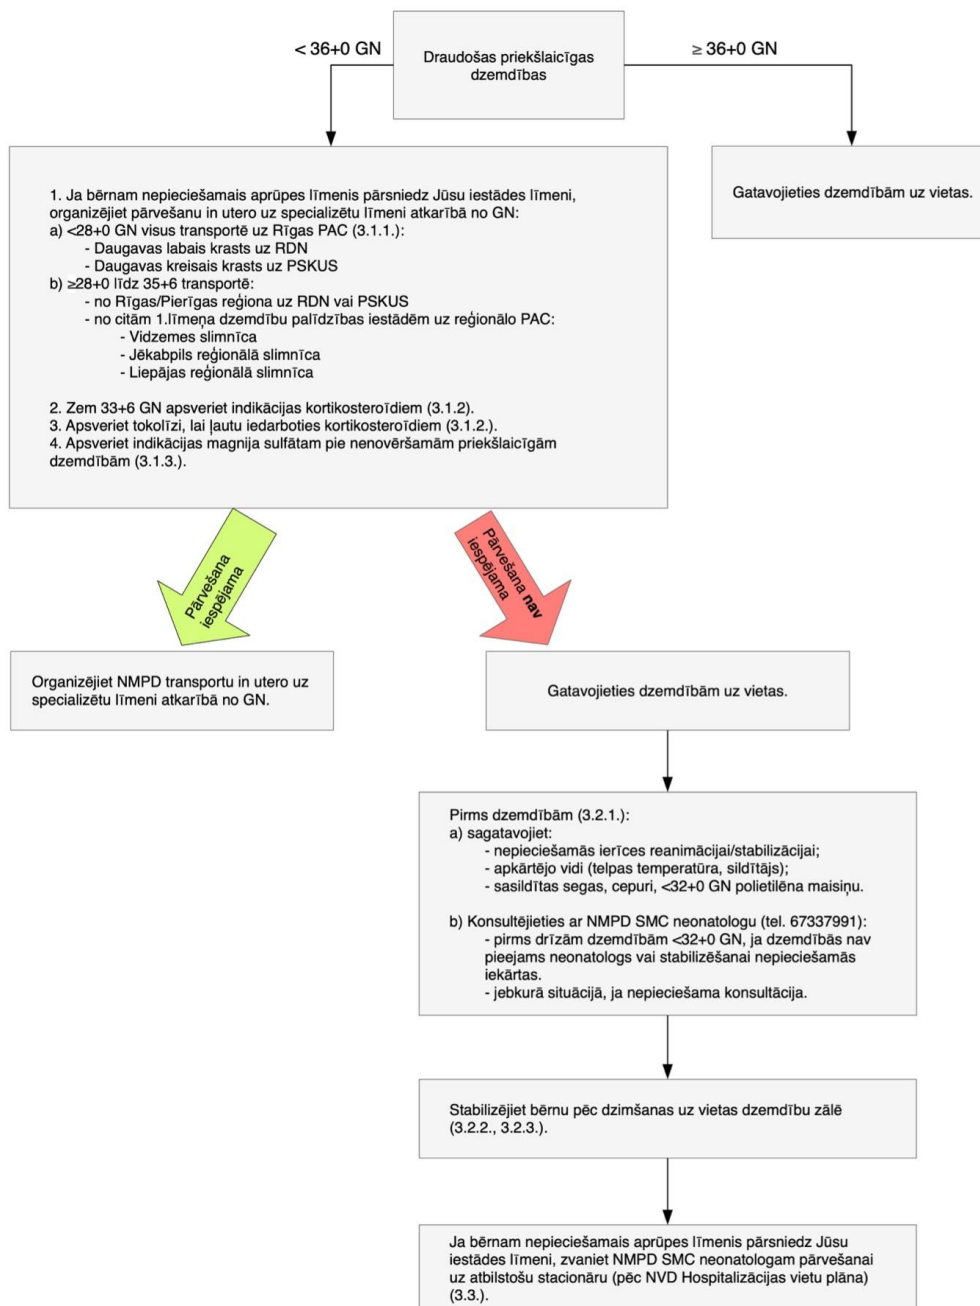 < 36+0 GN
Draudošas priekšlaicīgas
dzemdības
≥ 36+0 GN
1. Ja bērnam nepieciešamais aprūpes līmenis pārsniedz Jūsu iestādes līmeni,
organizējiet pārvešanu in utero uz specializētu līmeni atkarībā no GN:
a) <28+0 GN visus transportē uz Rīgas PAC (3.1.1.):
- Daugavas labais krasts uz RDN
- Daugavas kreisais krasts uz PSKUS
b) ≥28+0 līdz 35+6 transportē:
- no Rīgas/Pierīgas reģiona uz RDN vai PSKUS
- no citām 1.līmeņa dzemdību palīdzības iestādēm uz reģionālo PAC:
- Vidzemes slimnīca
- Jēkabpils reģionālā slimnīca
- Liepājas reģionālā slimnīca
2. Zem 33+6 GN apsveriet indikācijas kortikosteroīdiem (3.1.2).
3. Apsveriet tokolīzi, lai ļautu iedarboties kortikosteroīdiem (3.1.2.).
4. Apsveriet indikācijas magnija sulfātam pie nenovēršamām priekšlaicīgām
dzemdībām (3.1.3.).
Gatavojieties dzemdībām uz vietas.
Pārvešana
iespējama
Pārvešana nav
iespējama
Organizējiet NMPD transportu in utero uz
specializētu līmeni atkarībā no GN.
Gatavojieties dzemdībām uz vietas.
Pirms dzemdībām (3.2.1.):
a) sagatavojiet:
- nepieciešamās ierīces reanimācijai/stabilizācijai;
- apkārtējo vidi (telpas temperatūra, sildītājs);
- sasildītas segas, cepuri, <32+0 GN polietilēna maisiņu.
b) Konsultējieties ar NMPD SMC neonatologu (tel. 67337991):
- pirms drīzām dzemdībām <32+0 GN, ja dzemdībās nav
pieejams neonatologs vai stabilizēšanai nepieciešamās
iekārtas.
- jebkurā situācijā, ja nepieciešama konsultācija.
Stabilizējiet bērnu pēc dzimšanas uz vietas dzemdību zālē
(3.2.2., 3.2.3.).
Ja bērnam nepieciešamais aprūpes līmenis pārsniedz Jūsu
iestādes līmeni, zvaniet NMPD SMC neonatologam pārvešanai
uz atbilstošu stacionāru (pēc NVD Hospitalizācijas vietu plāna)
(3.3.).